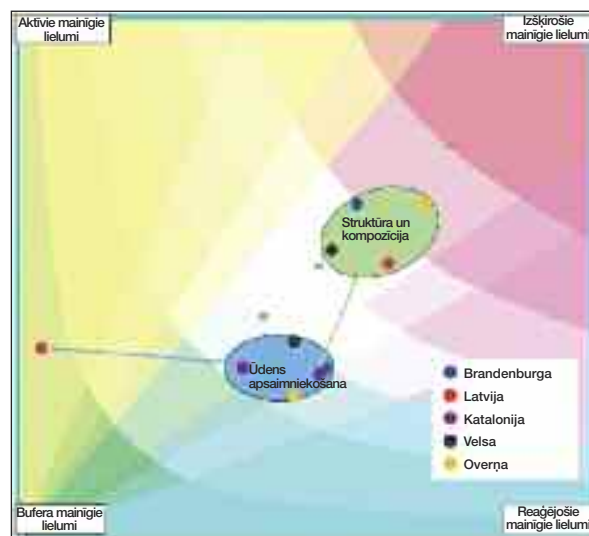 Aktīvie mainīgie
lielumi
Izšķirošie
mainīgie lielumi
Struktūra un
kompozīcija
Ūdens
apsaimniekošana
Brandenburga
Latvija
Katalonija
Velsa
Overņa
Bufera mainīgie
lielumi
Reaģējošie
mainīgie lielumi